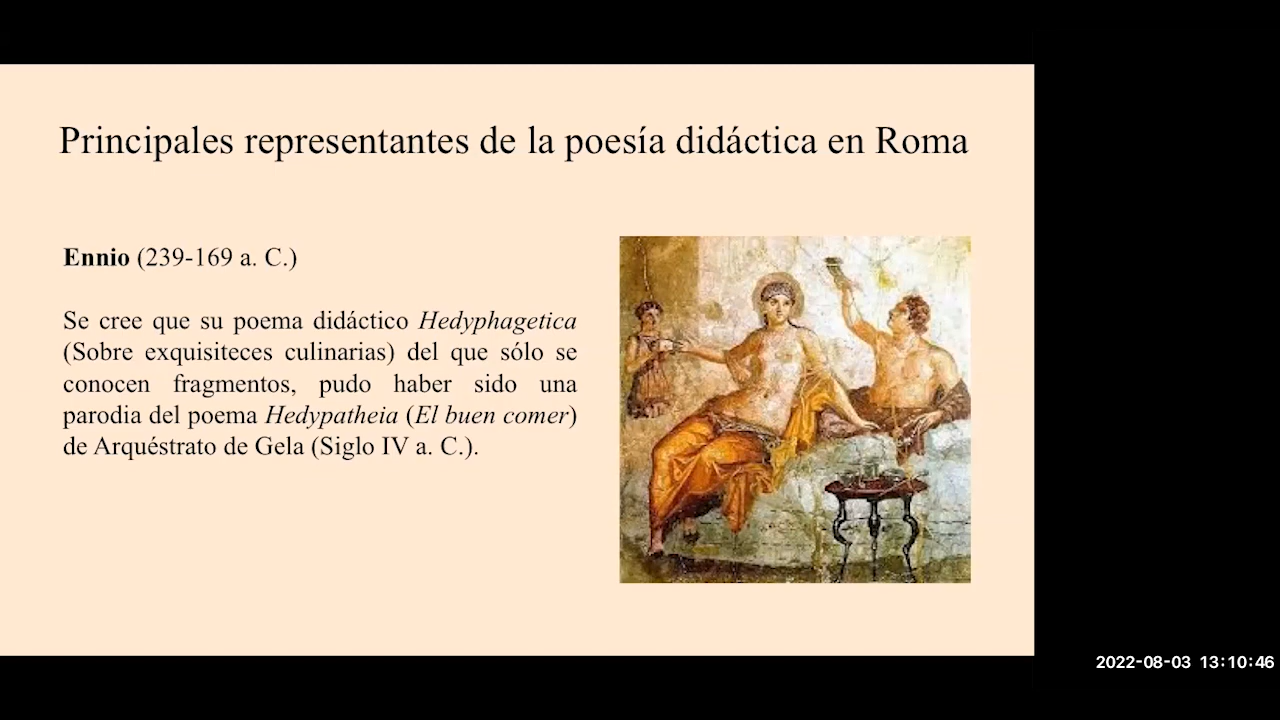 Principales representantes de la poesía didáctica en Roma
Ennio (239-169 a. C.)
Se cree que su poema didáctico Hedyphagetica
(Sobre exquisiteces culinarias) del que sólo se
conocen fragmentos, pudo haber sido una
parodia del poema Hedypatheia (El buen comer)
de Arquéstrato de Gela (Siglo IV a. C.).
2022-08-03 13:10:46